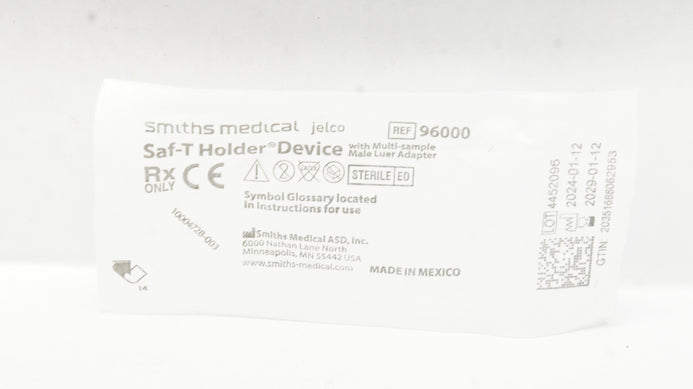 smiths medical jelco
REF 96000
Saf-T Holder® Device with Multi-sample
Male Luer Adapter
Rx
ONLY
CE
STERILE EO
Symbol Glossary located
in instructions for use
10004728-003
Smiths Medical ASD, Inc.
6000 Nathan Lane North
Minneapolis, MN 55442 USA
www.smiths-medical.com
MADE IN MEXICO
14
LOT 4452096
2024-01-12
2029-01-12
GTIN: 20351688062953